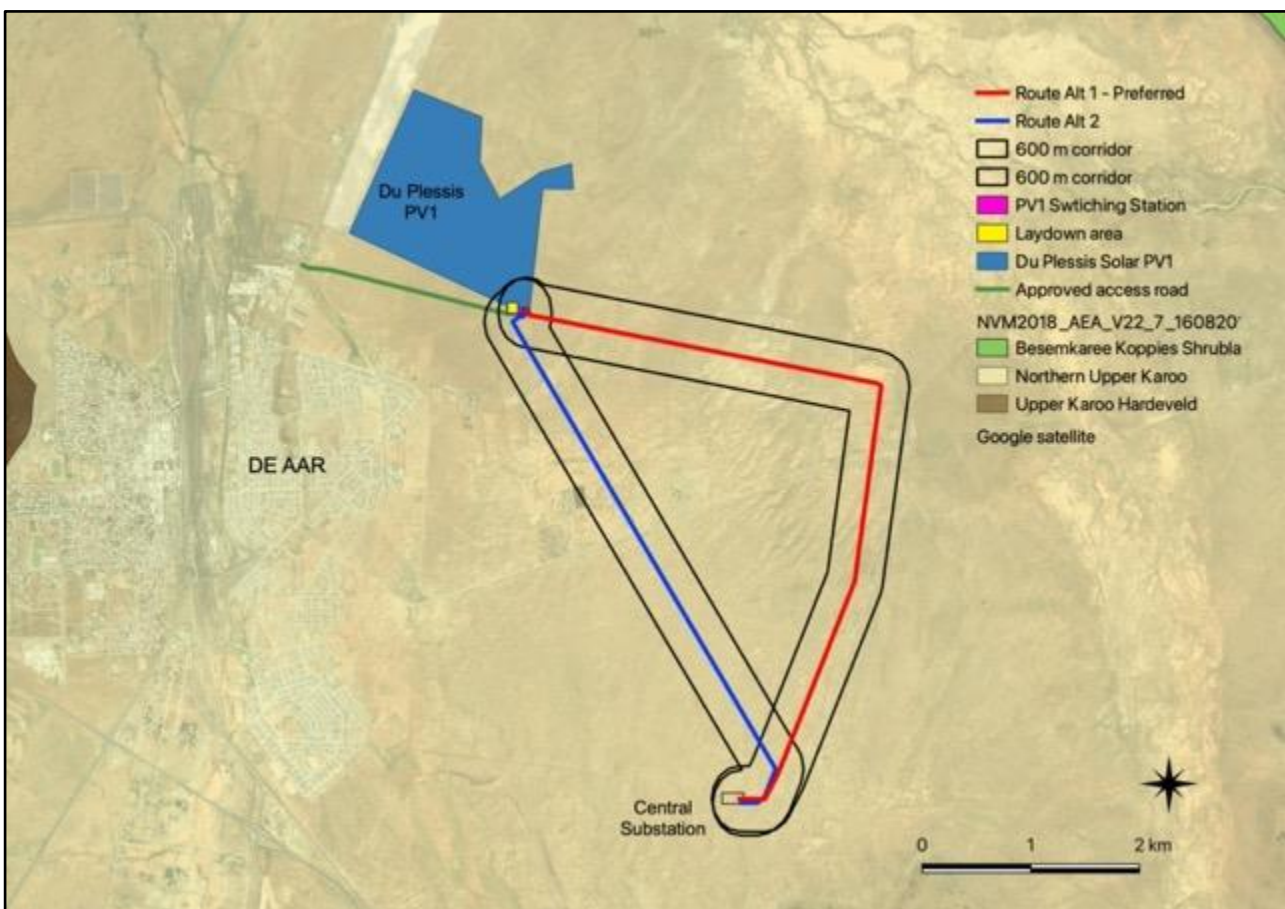 Du Plessis
PV1
DE AAR
Central
Substation
Route Alt 1 - Preferred
Route Alt 2
600 m corridor
600 m corridor
PV1 Swtiching Station
Laydown area
Du Plessis Solar PV1
Approved access road
NVM2018_AEA_V22_7_160820
Besemkaree Koppies Shrubla
Northern Upper Karoo
Upper Karoo Hardeveld
Google satellite
0 1 2 km